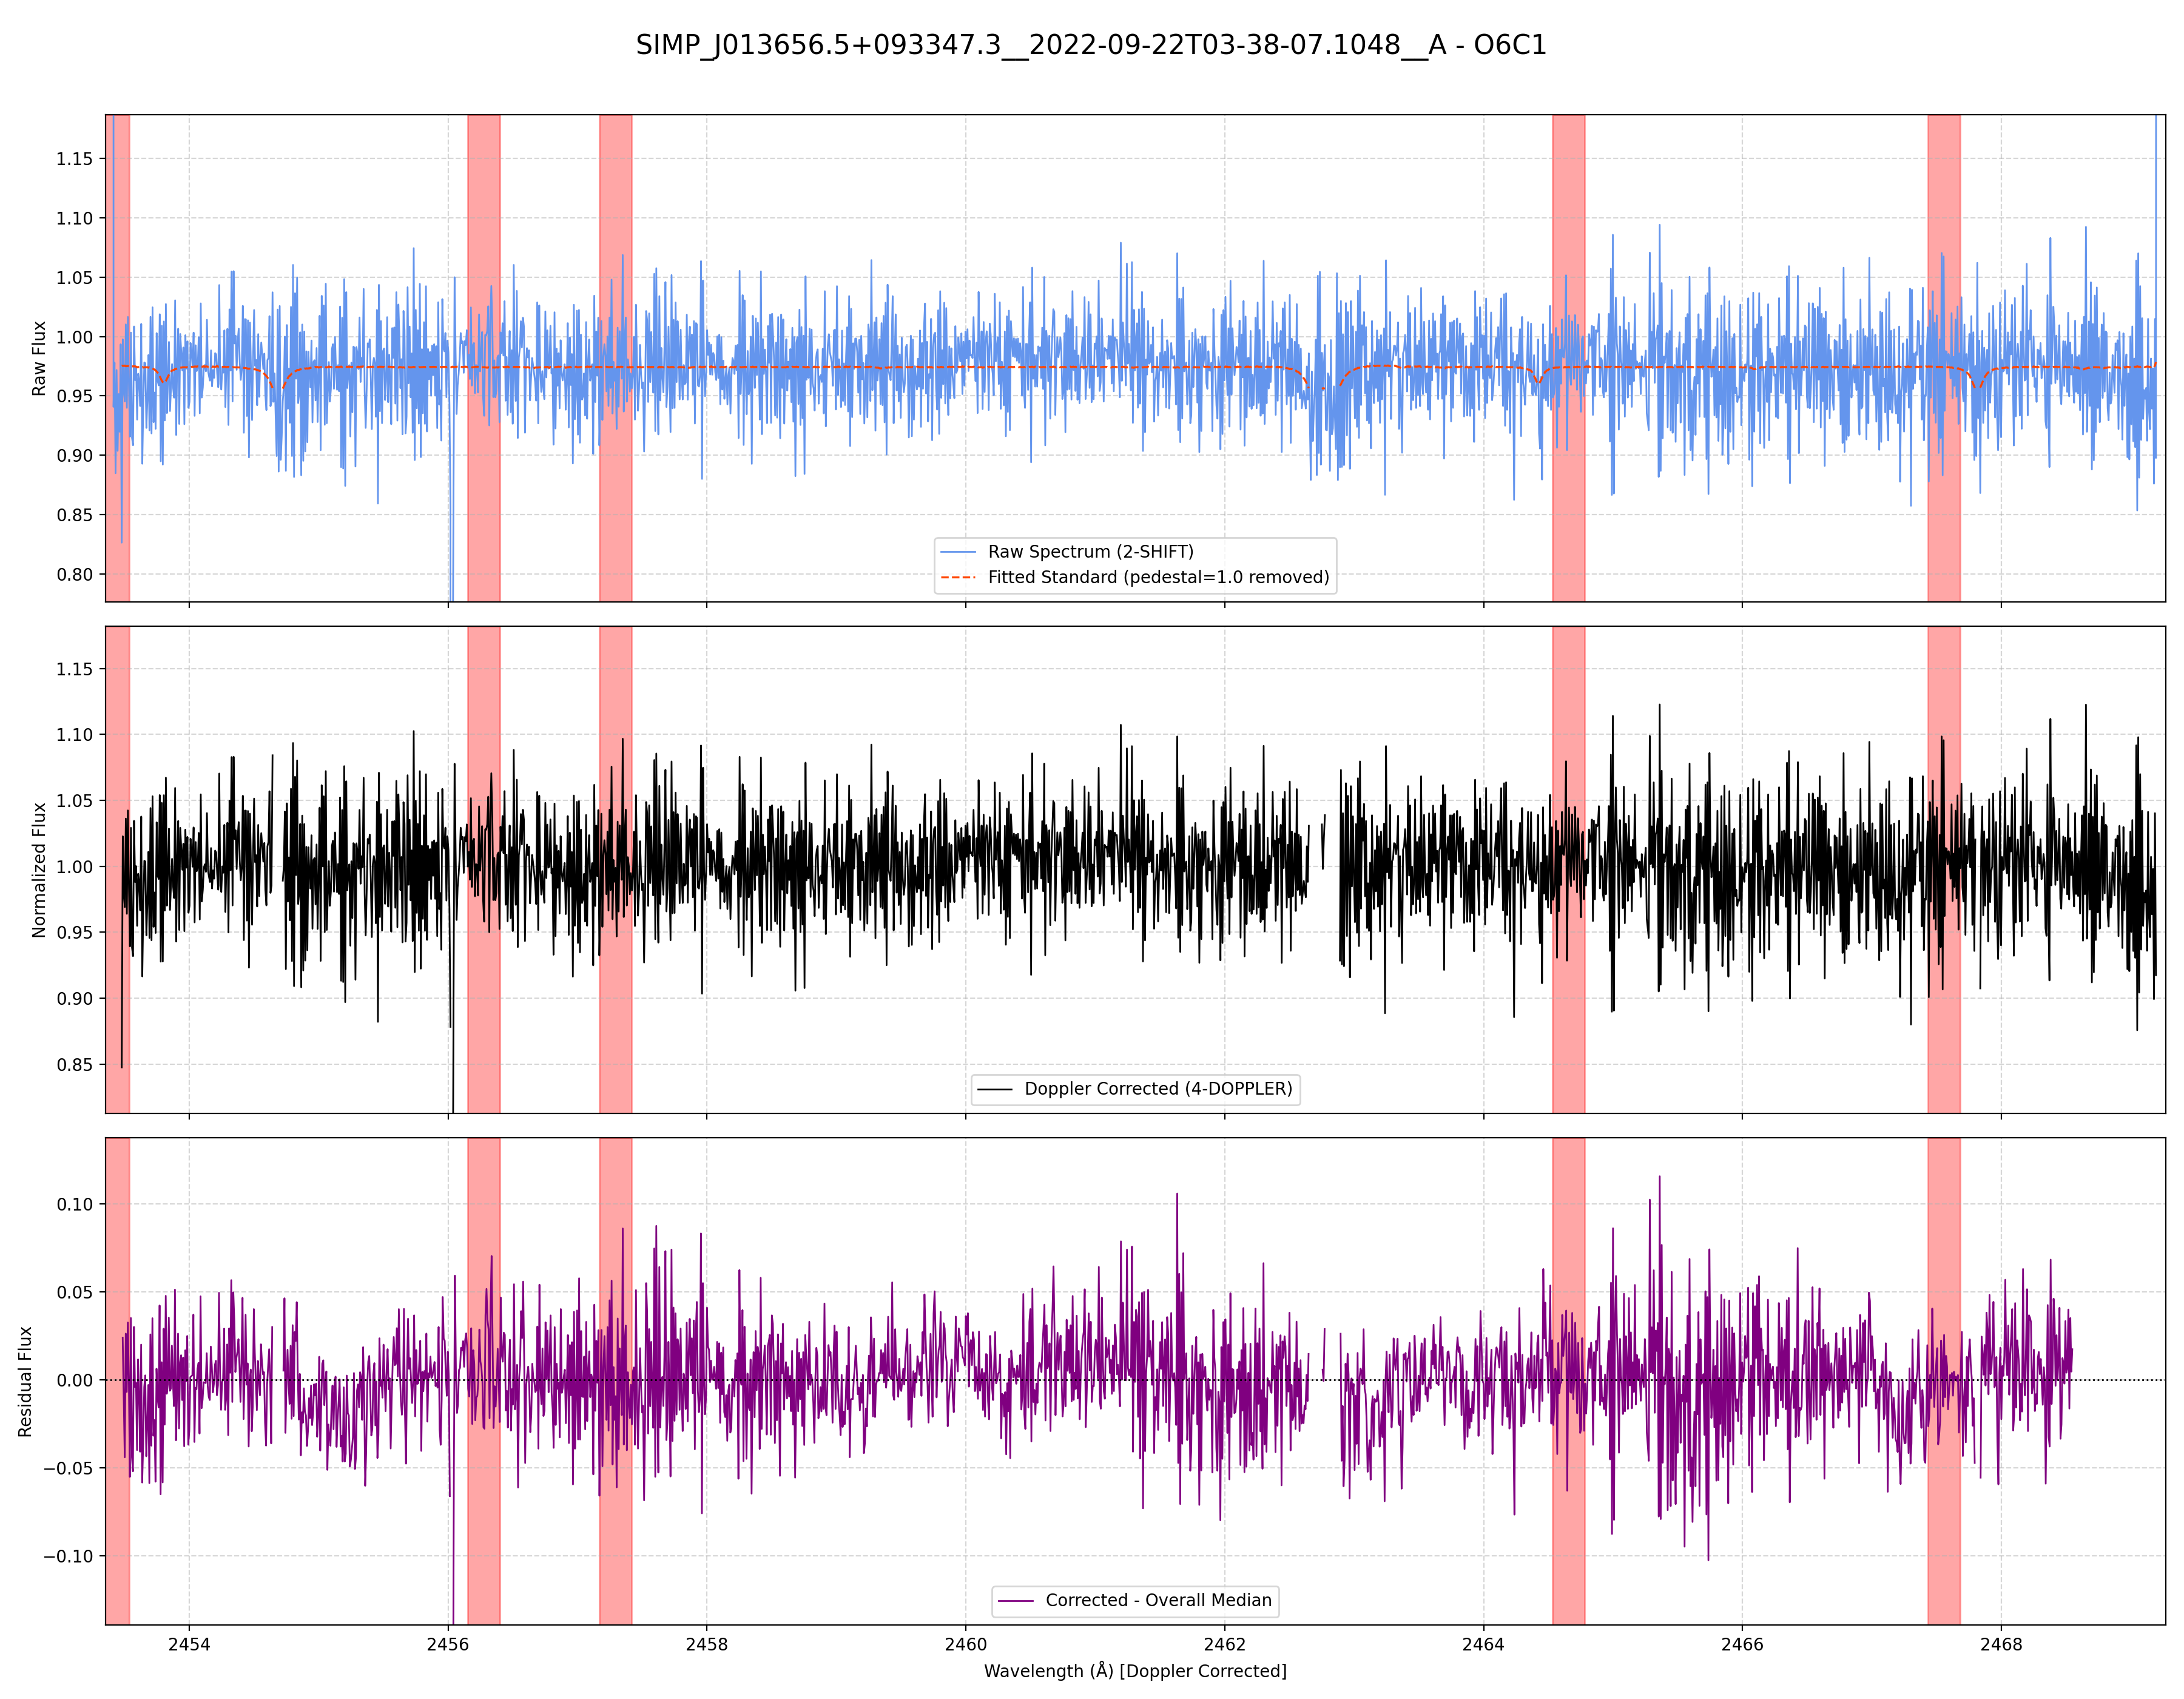 SIMP_J013656.5+093347.3__2022-09-22T03-38-07.1048__A - O6C1
Raw Flux
1.15
1.10
1.05
1.00
0.95
0.90
0.85
0.80
Raw Spectrum (2-SHIFT)
Fitted Standard (pedestal=1.0 removed)
Normalized Flux
1.15
1.10
1.05
1.00
0.95
0.90
0.85
Doppler Corrected (4-DOPPLER)
Residual Flux
0.10
0.05
0.00
−0.05
−0.10
Corrected - Overall Median
2454 2456 2458 2460 2462 2464 2466 2468
Wavelength (Å) [Doppler Corrected]